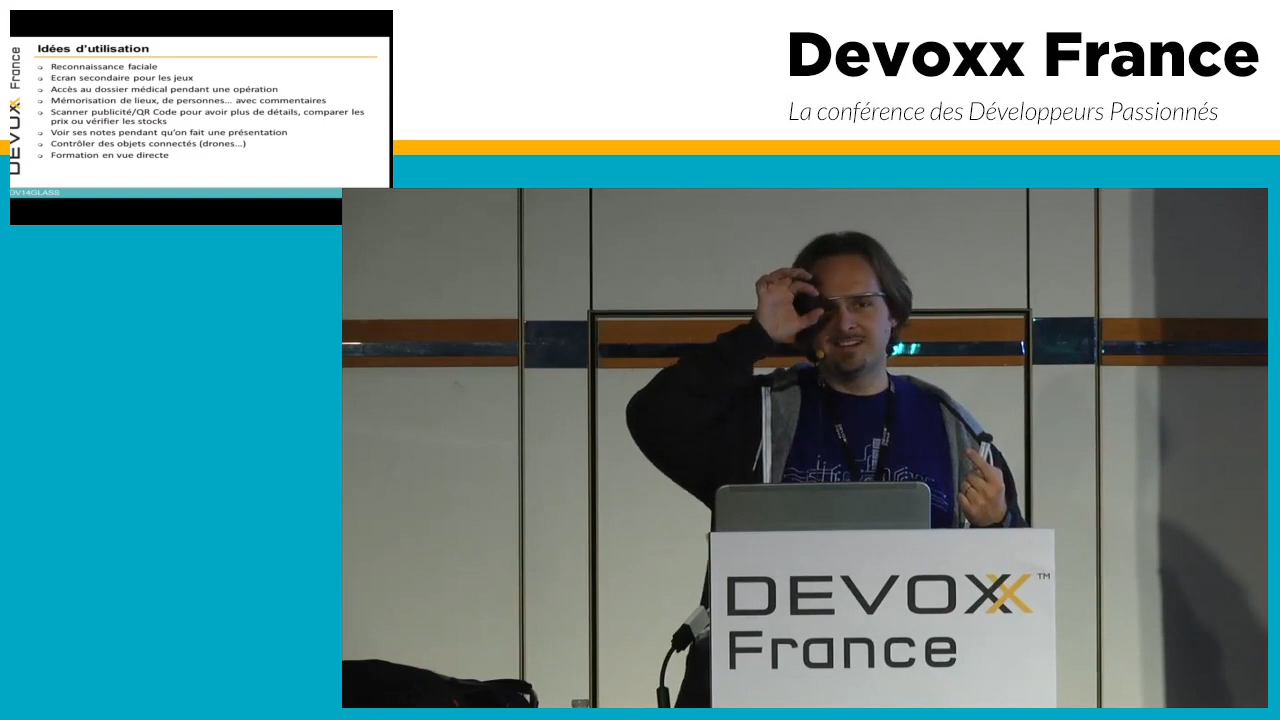 Devoxx France
La conférence des Développeurs Passionnés
Idées d'utilisation
Reconnaissance faciale
Ecran secondaire pour les jeux
Accès au dossier médical pendant une opération
Mémorisation de lieux, de personnes... avec commentaires
Scanner publicité/QR Code pour avoir plus de détails, comparer les
prix ou vérifier les stocks
Voir ses notes pendant qu'on fait une présentation
Contrôler des objets connectés (drones...)
Formation en vue directe
DEVOXX France
DV14GLASS
DEVOXX™
France